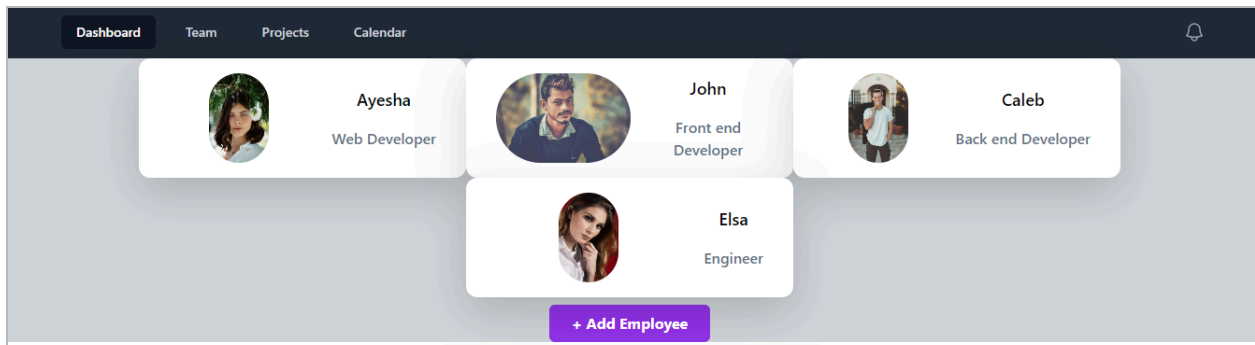 Dashboard Team Projects Calendar
Ayesha
Web Developer
John
Front end
Developer
Caleb
Back end Developer
Elsa
Engineer
+ Add Employee